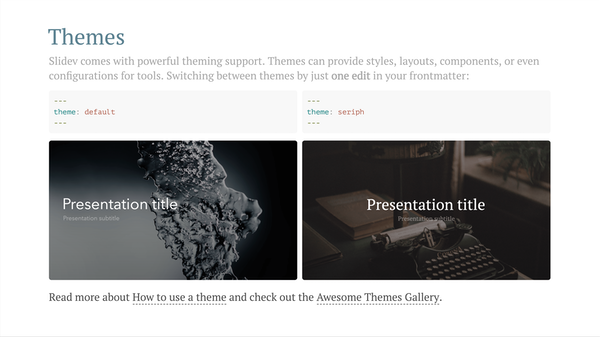 Themes
Slidev comes with powerful theming support. Themes can provide styles, layouts, components, or even
configurations for tools. Switching between themes by just one edit in your frontmatter:
---
theme: default
---
---
theme: seriph
---
Presentation title
Presentation subtitle
Presentation title
Presentation subtitle
Read more about How to use a theme and check out the Awesome Themes Gallery.